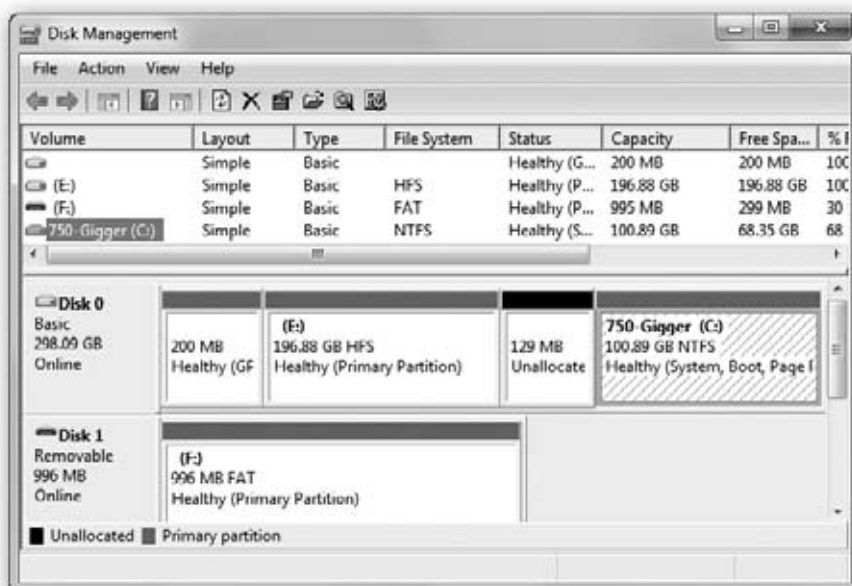 Disk Management
File Action View Help
Volume Layout Type File System Status Capacity Free Spa... %
Simple Basic Healthy (G... 200 MB 200 MB 100
(E:) Simple Basic HFS Healthy (P... 196.88 GB 196.88 GB 100
(F:) Simple Basic FAT Healthy (P... 995 MB 299 MB 30
750-Gigger (C:) Simple Basic NTFS Healthy (S... 100.89 GB 68.35 GB 68
Disk 0
Basic
298.09 GB
Online
200 MB
Healthy (GF
(E:)
196.88 GB HFS
Healthy (Primary Partition)
129 MB
Unallocate
750-Gigger (C:)
100.89 GB NTFS
Healthy (System, Boot, Page
Disk 1
Removable
996 MB
Online
(F:)
996 MB FAT
Healthy (Primary Partition)
Unallocated Primary partition